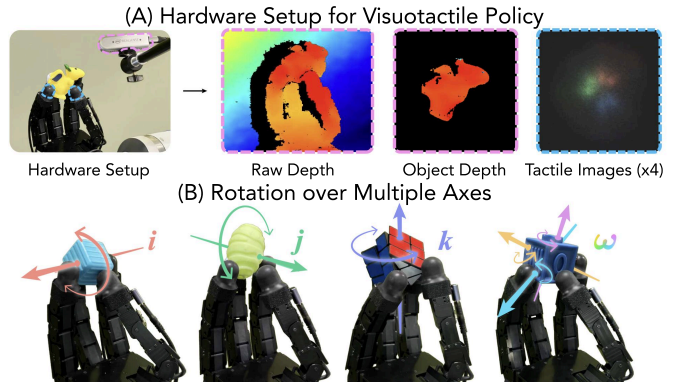 (A) Hardware Setup for Visuotactile Policy
Hardware Setup
Raw Depth
Object Depth
Tactile Images (x4)
(B) Rotation over Multiple Axes
i
j
k
ω